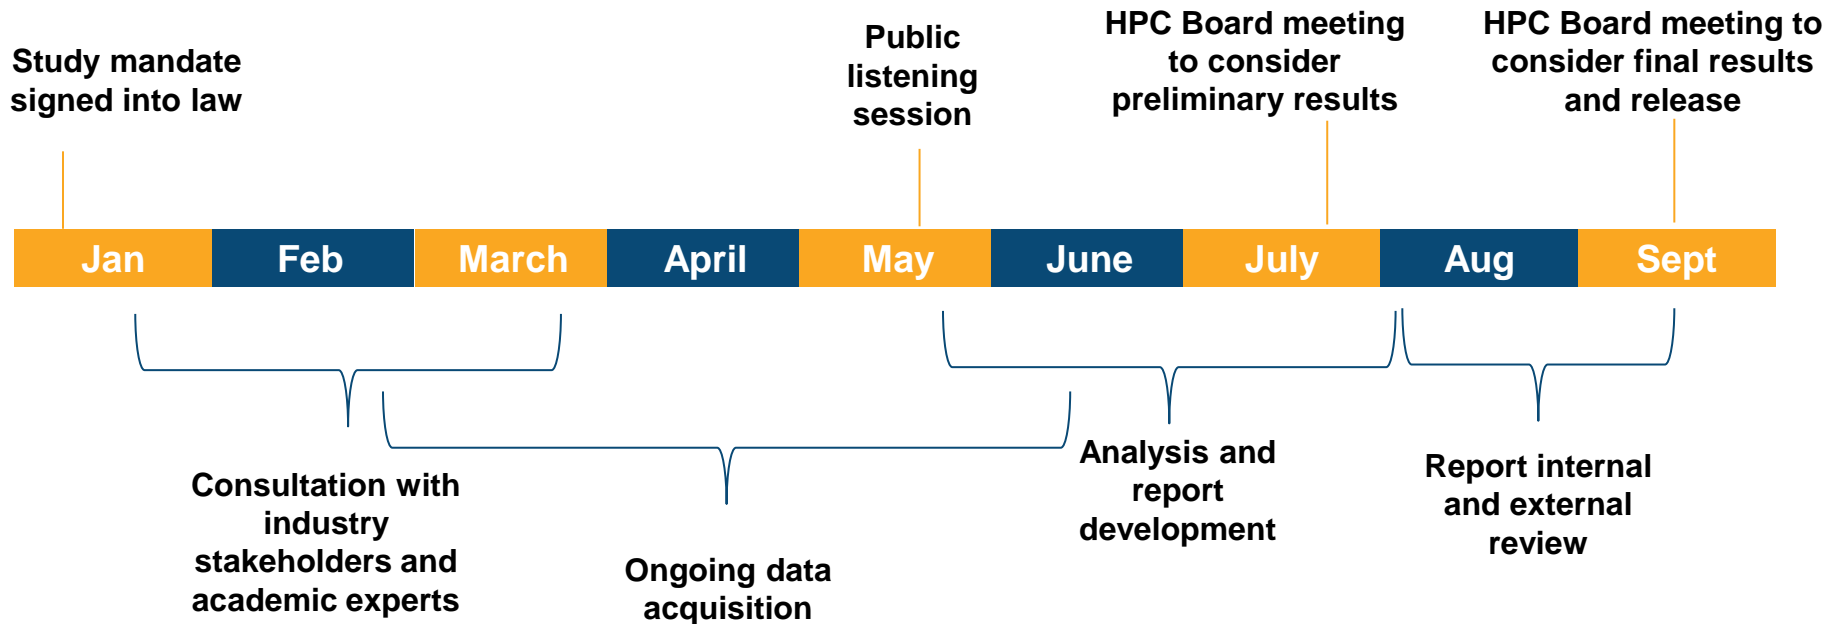 Study mandate
signed into law
Public
listening
session
HPC Board meeting
to consider
preliminary results
HPC Board meeting to
consider final results
and release
Jan
Feb
March
April
May
June
July
Aug
Sept
Consultation with
industry
stakeholders and
academic experts
Ongoing data
acquisition
Analysis and
report
development
Report internal
and external
review